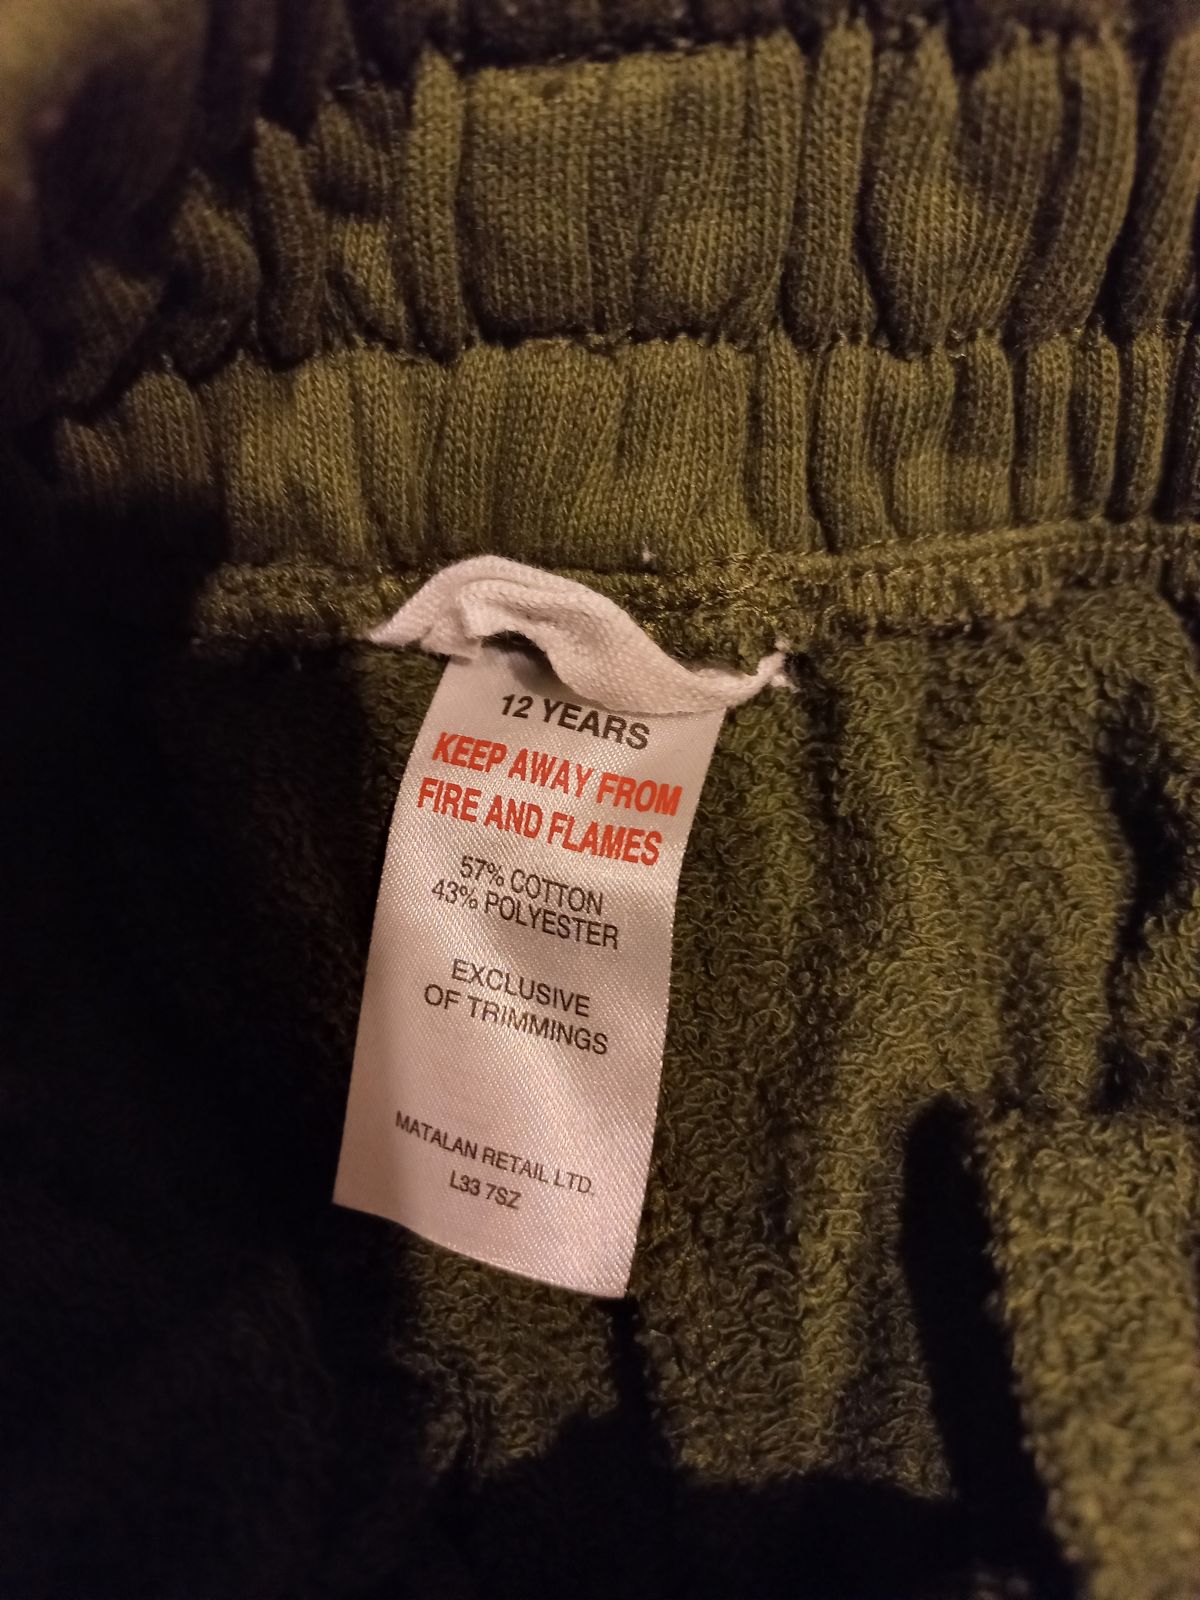 12 YEARS
KEEP AWAY FROM
FIRE AND FLAMES
57% COTTON
43% POLYESTER
EXCLUSIVE
OF TRIMMINGS
MATALAN RETAIL LTD.
L33 7SZ